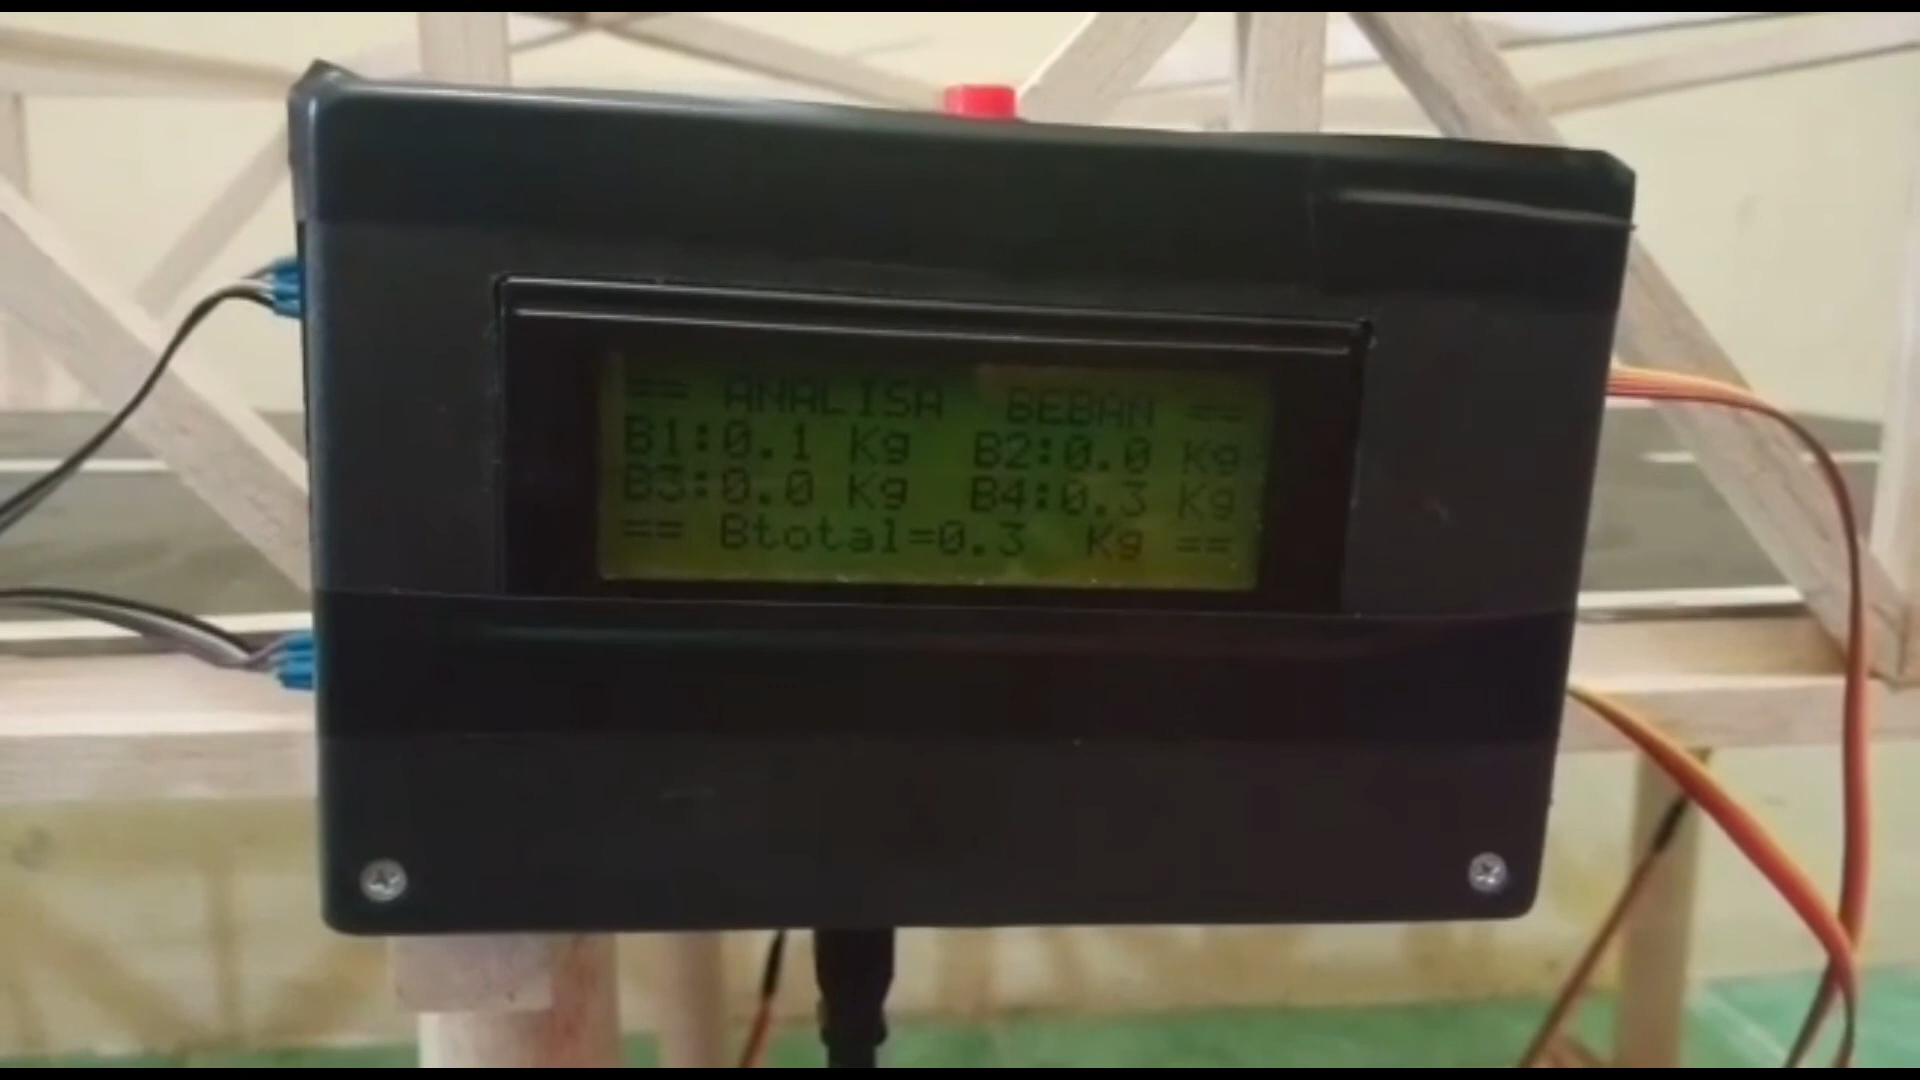 == ANALISA BEBAN ==
B1:0.1 Kg B2:0.0 Kg
B3:0.0 Kg B4:0.3 Kg
== Btotal=0.3 Kg ==